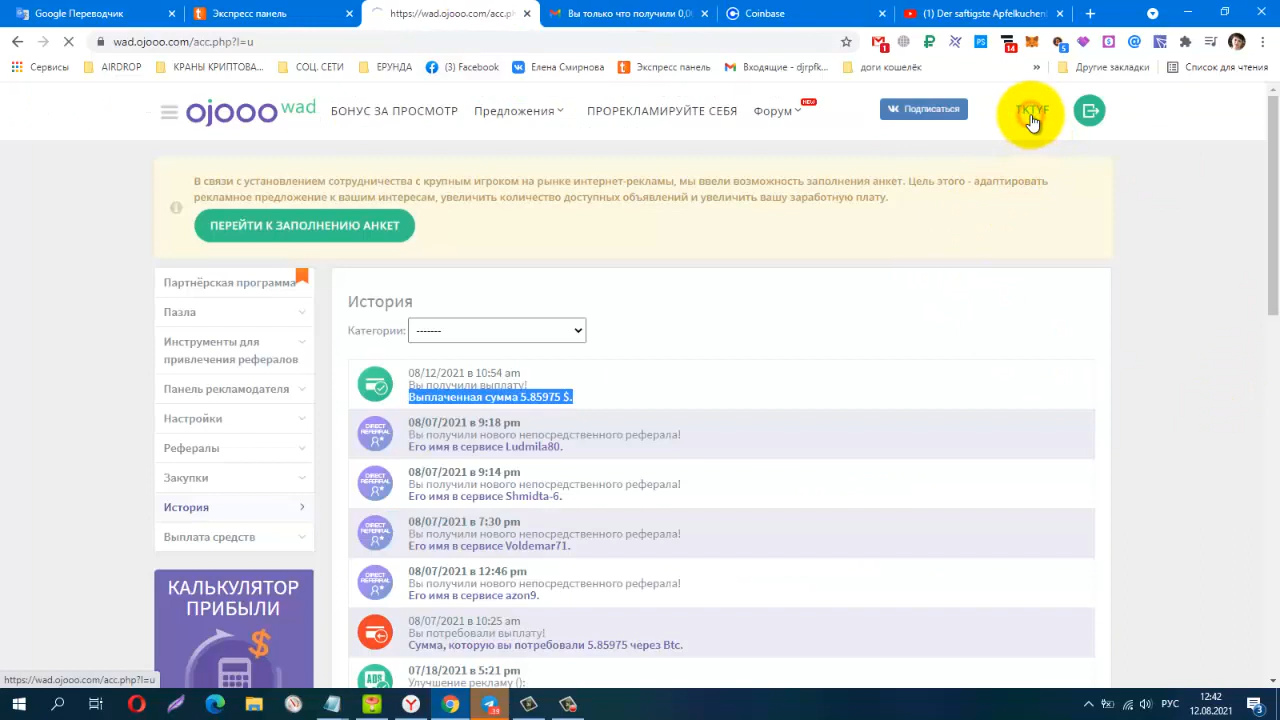 Google Переводчик
Экспресс панель
https://wad.ojooo.com/acc.php
Вы только что получили 0,0
Coinbase
(1) Der saftigste Apfelkuchen
wad.ojooo.com/acc.php?l=u
Сервисы
AIRDROP
КРАНЫ КРИПТОВА...
СОЦ. СЕТИ
ЕРУНДА
(3) Facebook
Елена Смирнова
Экспресс панель
Входящие - djrpfk...
доги кошелёк
»
Другие закладки
Список для чтения
ojooo wad
БОНУС ЗА ПРОСМОТР
Предложения
ПРОРЕКЛАМИРУЙТЕ СЕБЯ
Форум
NEW
Подписаться
TKTYF
В связи с установлением сотрудничества с крупным игроком на рынке интернет-рекламы, мы ввели возможность заполнения анкет. Цель этого - адаптировать
рекламное предложение к вашим интересам, увеличить количество доступных объявлений и увеличить вашу заработную плату.
ПЕРЕЙТИ К ЗАПОЛНЕНИЮ АНКЕТ
Партнёрская программа
Пазла
Инструменты для
привлечения рефералов
Панель рекламодателя
Настройки
Рефералы
Закупки
История
Выплата средств
КАЛЬКУЛЯТОР
ПРИБЫЛИ
История
Категории: -------
08/12/2021 в 10:54 am
Вы получили выплату!
Выплаченная сумма 5.85975 $.
DIRECT REFERRAL
08/07/2021 в 9:18 pm
Вы получили нового непосредственного реферала!
Его имя в сервисе Ludmila80.
DIRECT REFERRAL
08/07/2021 в 9:14 pm
Вы получили нового непосредственного реферала!
Его имя в сервисе Shmidta-6.
DIRECT REFERRAL
08/07/2021 в 7:30 pm
Вы получили нового непосредственного реферала!
Его имя в сервисе Voldemar71.
DIRECT REFERRAL
08/07/2021 в 12:46 pm
Вы получили нового непосредственного реферала!
Его имя в сервисе azon9.
08/07/2021 в 10:25 am
Вы потребовали выплату!
Сумма, которую вы потребовали 5.85975 через Btc.
ADS
07/18/2021 в 5:21 pm
Улучшение рекламу ();
https://wad.ojooo.com/acc.php?l=u
РУС
12:42
12.08.2021